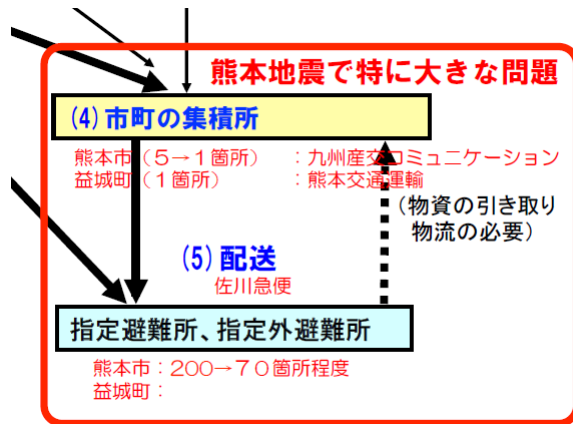 熊本地震で特に大きな問題
(4)市町の集積所
熊本市(5→1箇所) :九州産交コミュニケーション
益城町(1箇所) :熊本交通運輸
(物資の引き取り
物流の必要)
(5)配送
佐川急便
指定避難所、指定外避難所
熊本市:200→70箇所程度
益城町: